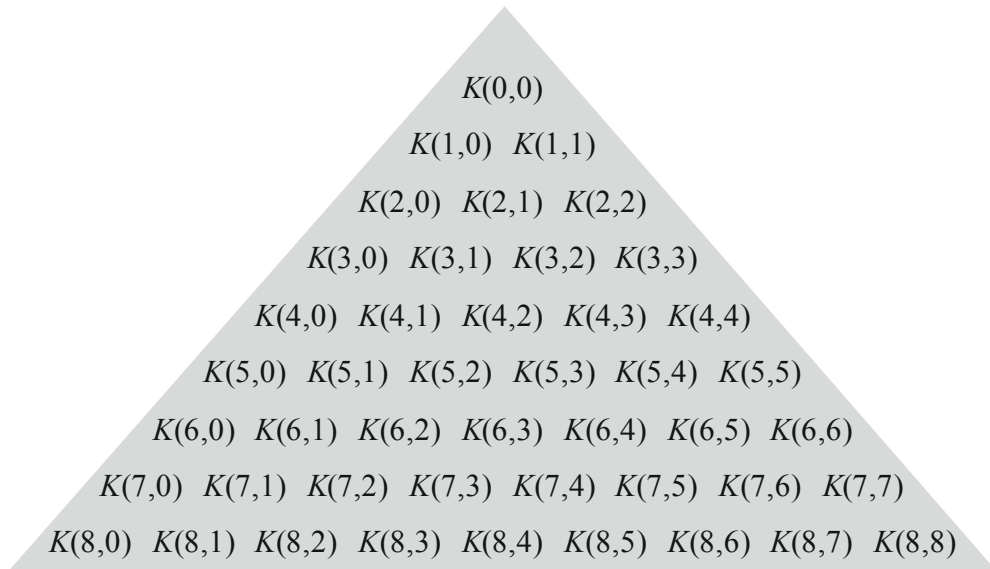 K(0,0)
K(1,0) K(1,1)
K(2,0) K(2,1) K(2,2)
K(3,0) K(3,1) K(3,2) K(3,3)
K(4,0) K(4,1) K(4,2) K(4,3) K(4,4)
K(5,0) K(5,1) K(5,2) K(5,3) K(5,4) K(5,5)
K(6,0) K(6,1) K(6,2) K(6,3) K(6,4) K(6,5) K(6,6)
K(7,0) K(7,1) K(7,2) K(7,3) K(7,4) K(7,5) K(7,6) K(7,7)
K(8,0) K(8,1) K(8,2) K(8,3) K(8,4) K(8,5) K(8,6) K(8,7) K(8,8)